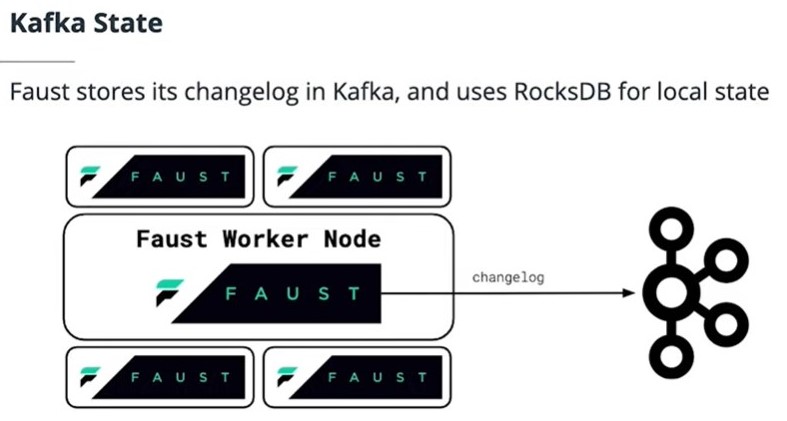 Kafka State
Faust stores its changelog in Kafka, and uses RocksDB for local state
FAUST
FAUST
Faust Worker Node
FAUST
changelog
FAUST
FAUST